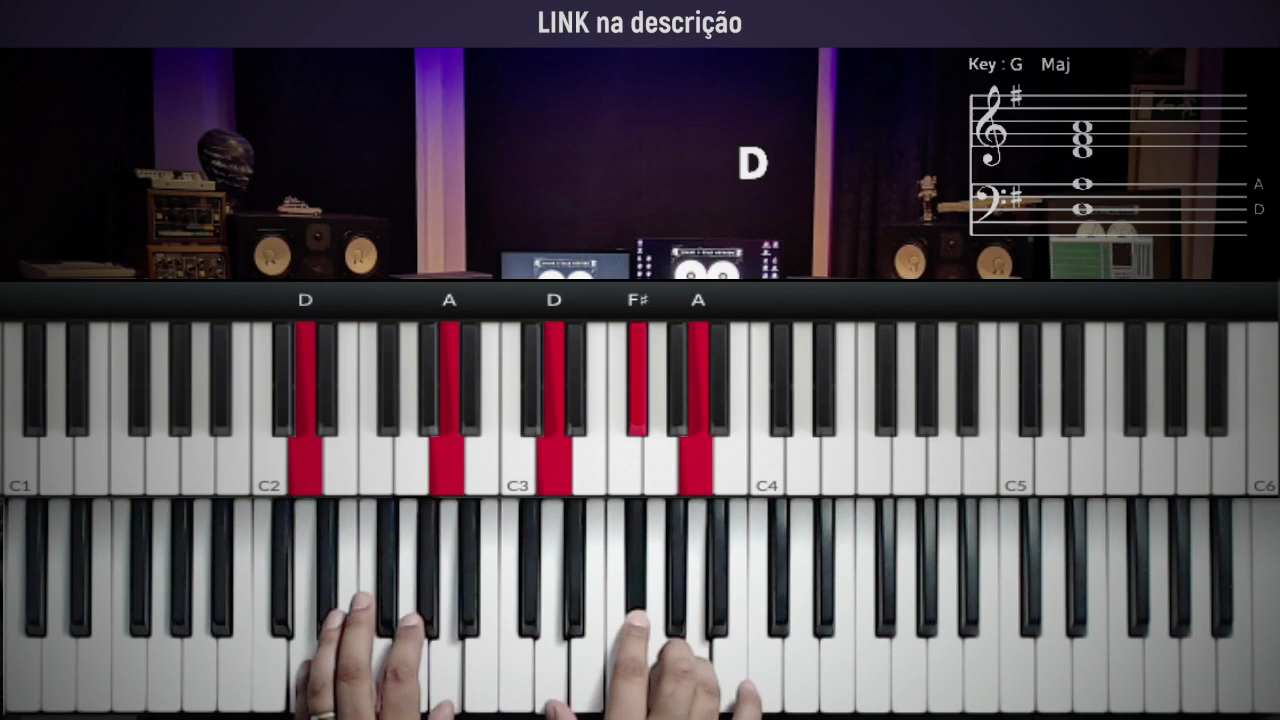 LINK na descrição
Key : G Maj
D
A
D
D A D F♯ A
C1 C2 C3 C4 C5 C6